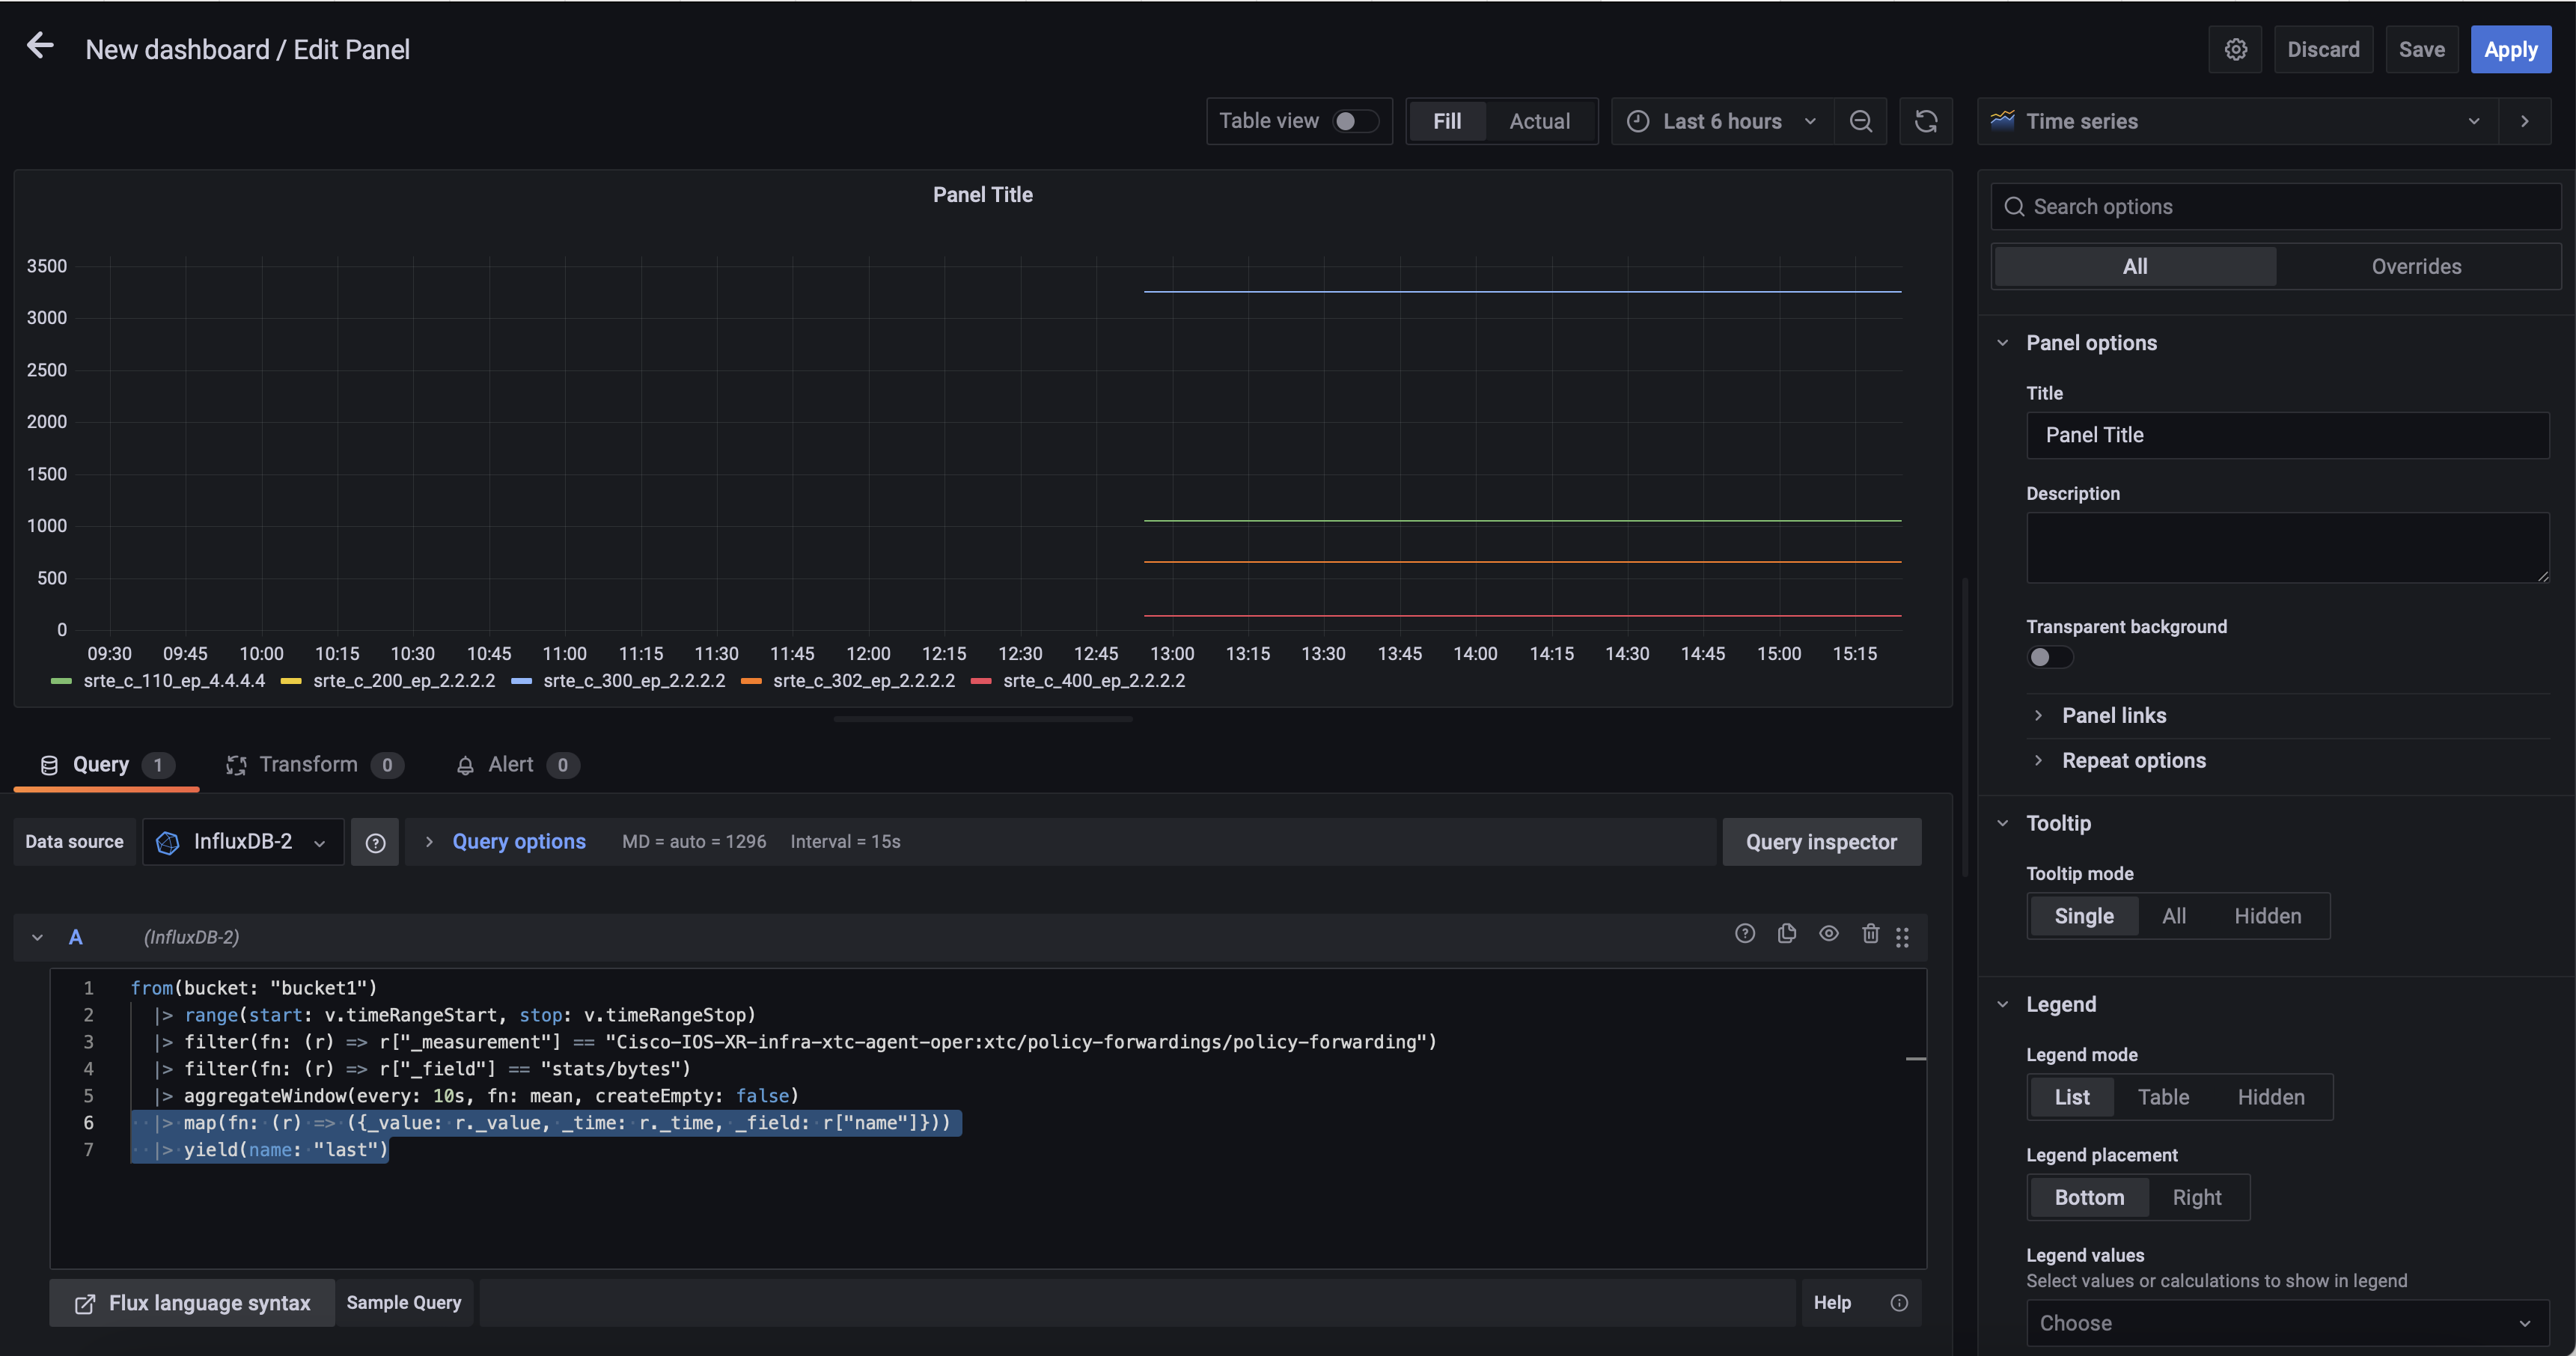 New dashboard / Edit Panel
Discard
Save
Apply
Table view
Fill
Actual
Last 6 hours
Time series
Panel Title
3500
3000
2500
2000
1500
1000
500
0
09:30 09:45 10:00 10:15 10:30 10:45 11:00 11:15 11:30 11:45 12:00 12:15 12:30 12:45 13:00 13:15 13:30 13:45 14:00 14:15 14:30 14:45 15:00 15:15
srte_c_110_ep_4.4.4.4 srte_c_200_ep_2.2.2.2 srte_c_300_ep_2.2.2.2 srte_c_302_ep_2.2.2.2 srte_c_400_ep_2.2.2.2
Query 1
Transform 0
Alert 0
Data source
InfluxDB-2
Query options
MD = auto = 1296
Interval = 15s
Query inspector
A
(InfluxDB-2)
1 from(bucket: "bucket1")
2 |> range(start: v.timeRangeStart, stop: v.timeRangeStop)
3 |> filter(fn: (r) => r["_measurement"] == "Cisco-IOS-XR-infra-xtc-agent-oper:xtc/policy-forwardings/policy-forwarding")
4 |> filter(fn: (r) => r["_field"] == "stats/bytes")
5 |> aggregateWindow(every: 10s, fn: mean, createEmpty: false)
6 |> map(fn: (r) => ({_value: r._value, _time: r._time, _field: r["name"]}))
7 |> yield(name: "last")
Flux language syntax
Sample Query
Help
Search options
All
Overrides
Panel options
Title
Panel Title
Description
Transparent background
Panel links
Repeat options
Tooltip
Tooltip mode
Single
All
Hidden
Legend
Legend mode
List
Table
Hidden
Legend placement
Bottom
Right
Legend values
Select values or calculations to show in legend
Choose